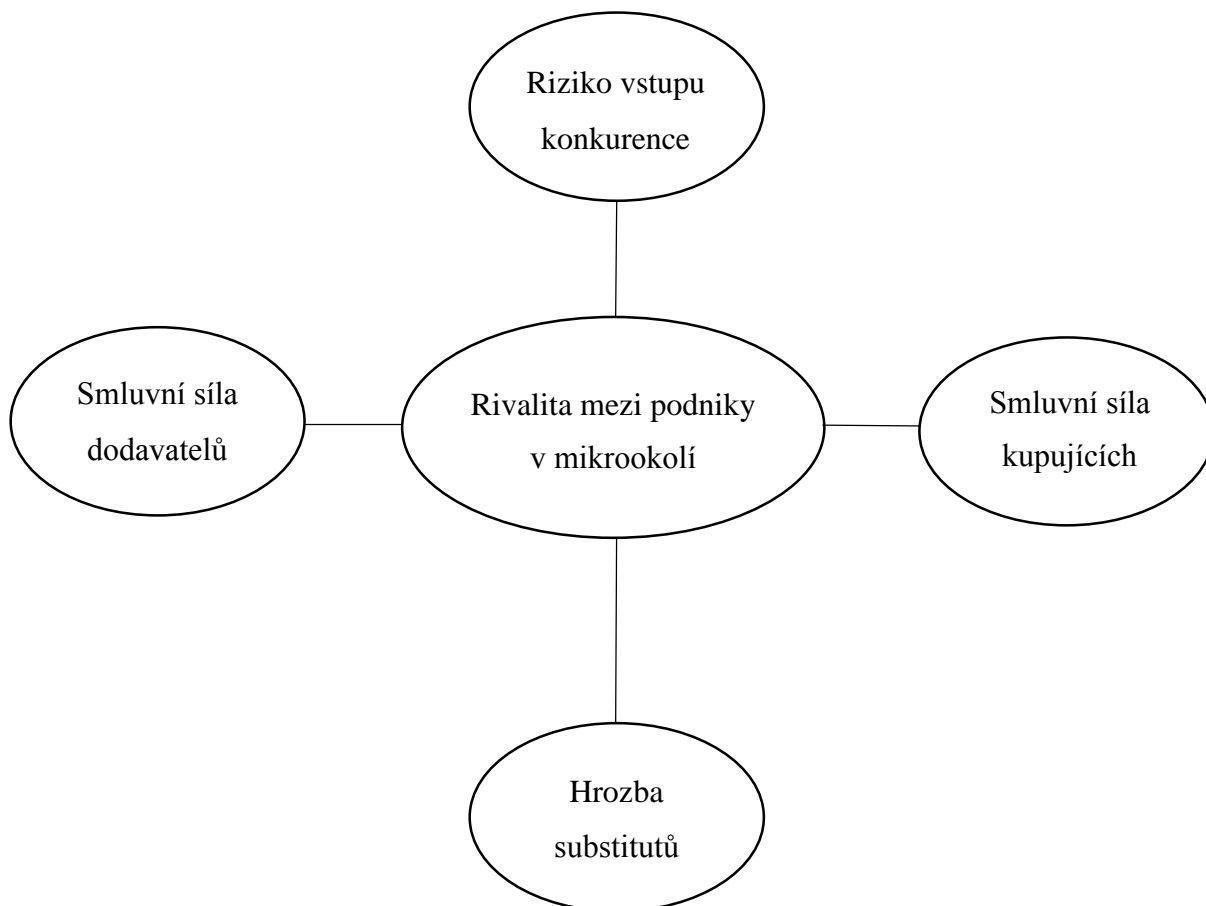 Riziko vstupu
konkurence
Smluvní síla
dodavatelů
Rivalita mezi podniky
v mikrookolí
Smluvní síla
kupujících
Hrozba
substitutů